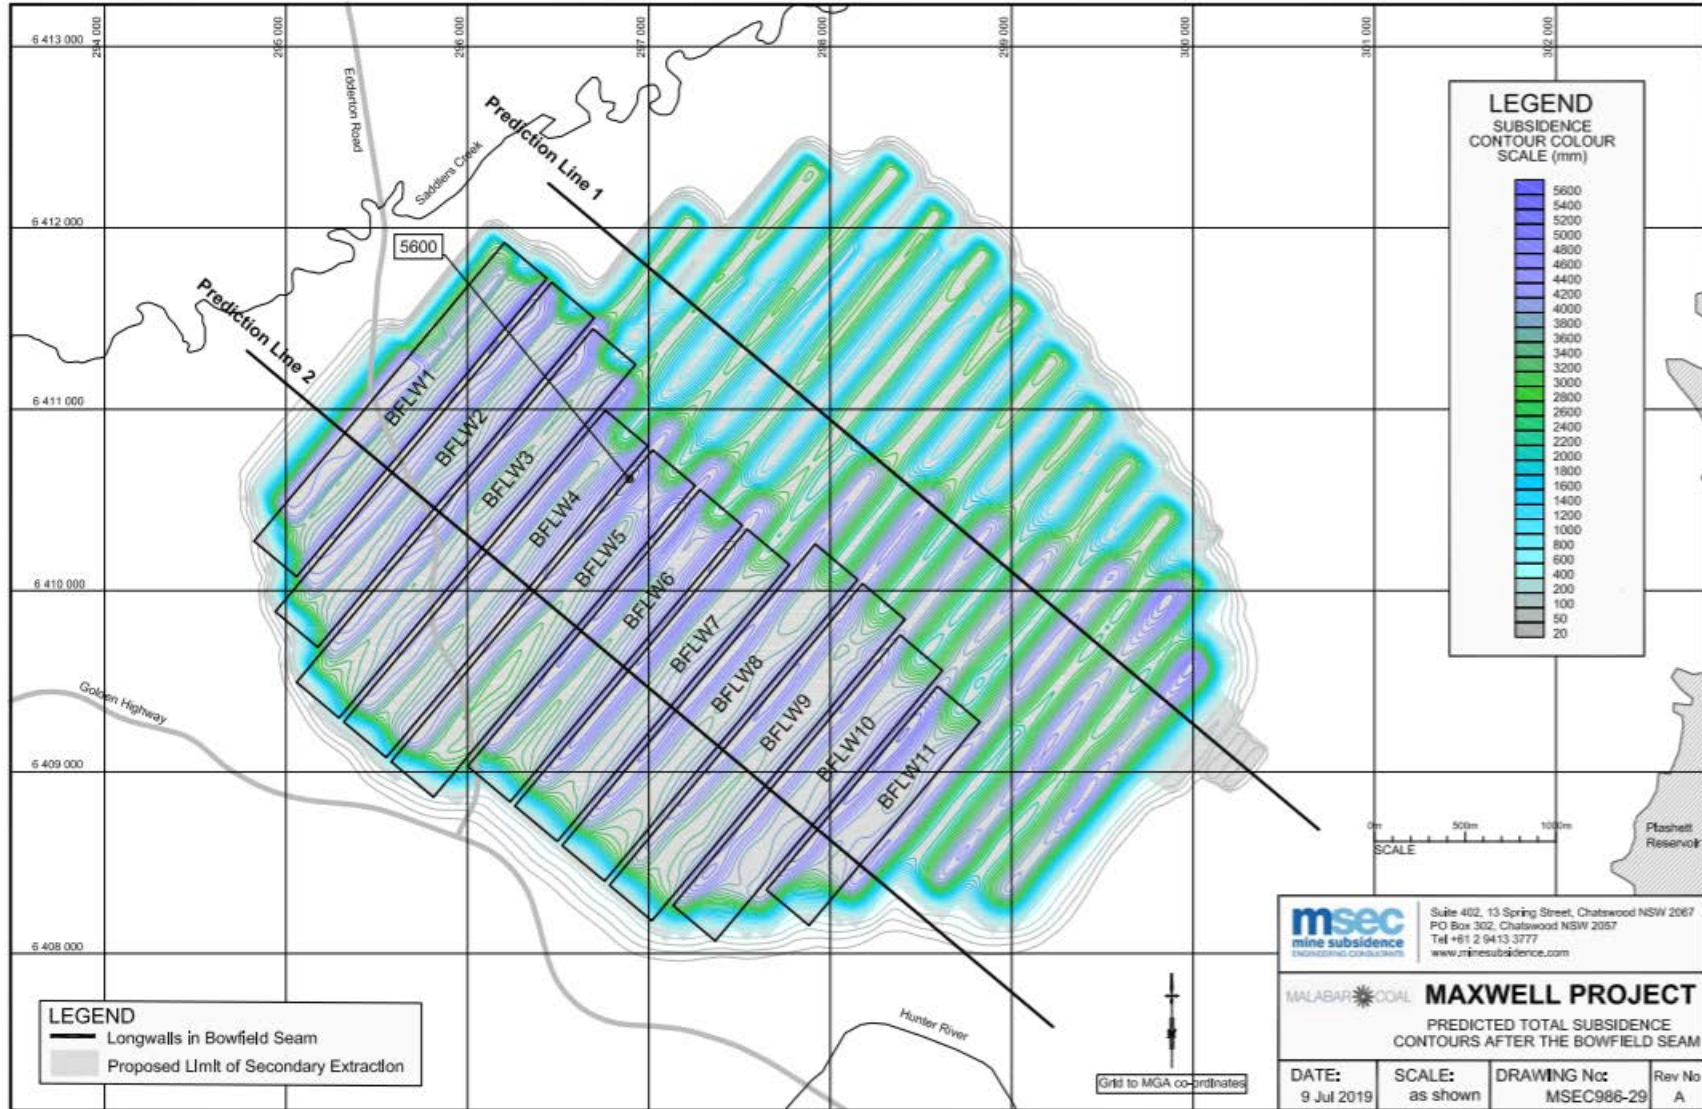 6 413 000
294 000
295 000
296 000
297 000
298 000
299 000
300 000
301 000
302 000
Edderton Road
Saddlers Creek
Prediction Line 1
6 412 000
5600
Prediction Line 2
6 411 000
BFLW1
BFLW2
BFLW3
BFLW4
BFLW5
BFLW6
BFLW7
BFLW8
BFLW9
BFLW10
BFLW11
6 410 000
Golden Highway
6 409 000
6 408 000
Hunter River
Plashett
Reservoir
LEGEND
SUBSIDENCE
CONTOUR COLOUR
SCALE (mm)
5600
5400
5200
5000
4800
4600
4400
4200
4000
3800
3600
3400
3200
3000
2800
2600
2400
2200
2000
1800
1600
1400
1200
1000
800
600
400
200
100
50
20
0m 500m 1000m
SCALE
LEGEND
Longwalls in Bowfield Seam
Proposed Limit of Secondary Extraction
Grid to MGA co-ordinates
msec
mine subsidence
ENGINEERING CONSULTANTS
Suite 402, 13 Spring Street, Chatswood NSW 2067
PO Box 302, Chatswood NSW 2057
Tel +61 2 9413 3777
www.minesubsidence.com
MALABAR COAL
MAXWELL PROJECT
PREDICTED TOTAL SUBSIDENCE
CONTOURS AFTER THE BOWFIELD SEAM
DATE:
9 Jul 2019
SCALE:
as shown
DRAWING No:
MSEC986-29
Rev No
A